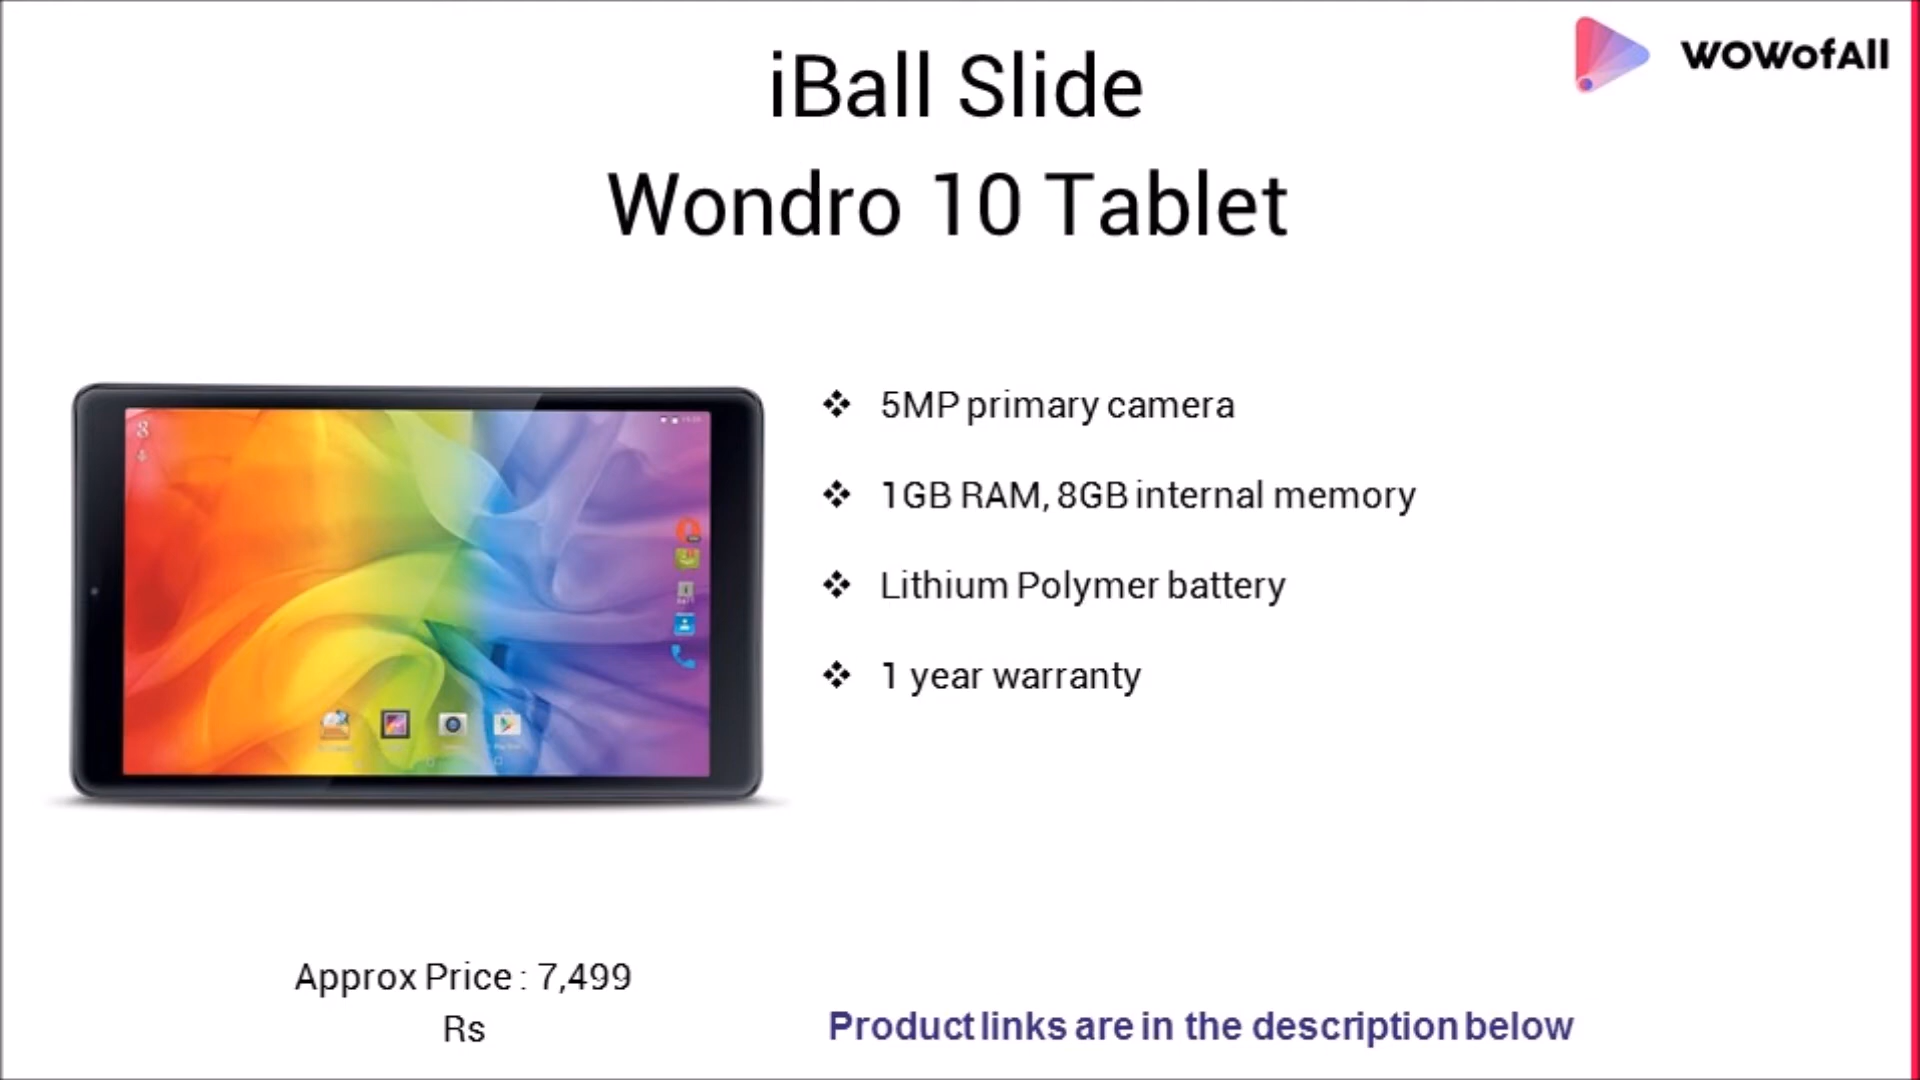 iBall Slide
Wondro 10 Tablet
WOWofAll
5MP primary camera
1GB RAM, 8GB internal memory
Lithium Polymer battery
1 year warranty
Approx Price : 7,499
Rs
Product links are in the description below